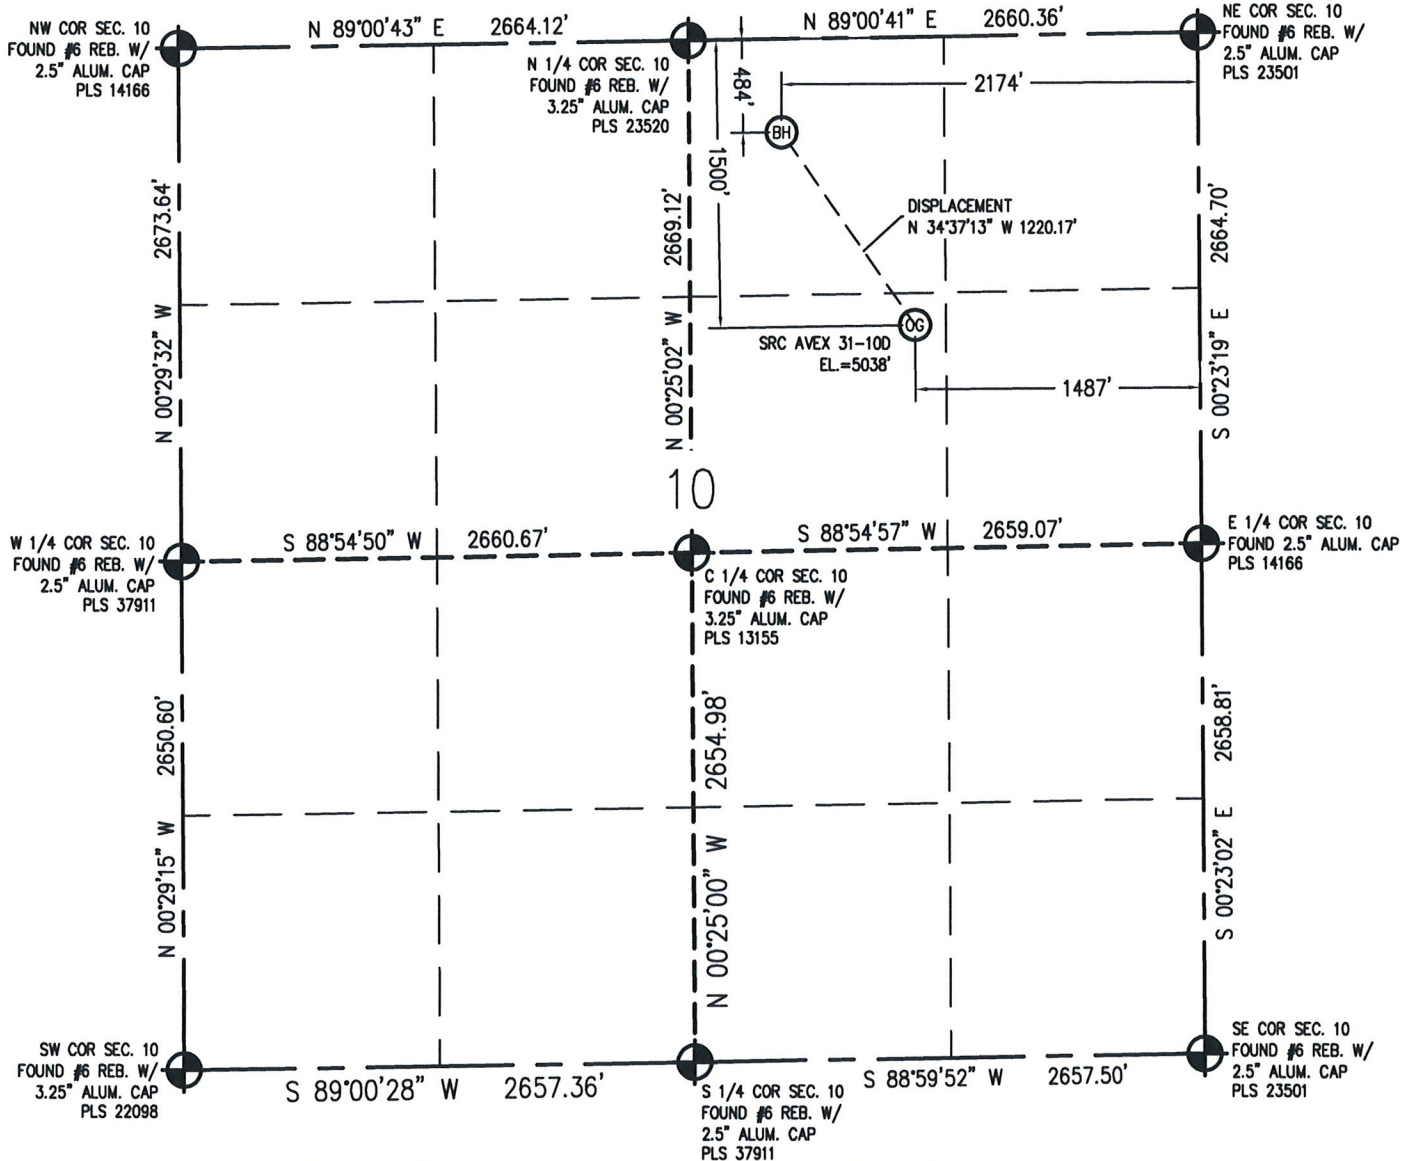 NW COR SEC. 10
FOUND #6 REB. W/
2.5" ALUM. CAP
PLS 14166
N 89°00'43" E 2664.12'
N 1/4 COR SEC. 10
FOUND #6 REB. W/
3.25" ALUM. CAP
PLS 23520
N 89°00'41" E 2660.36'
NE COR SEC. 10
FOUND #6 REB. W/
2.5" ALUM. CAP
PLS 23501
484'
2174'
BH
1500'
DISPLACEMENT
N 34°37'13" W 1220.17'
OG
SRC AVEX 31-10D
EL.=5038'
1487'
N 00°29'32" W 2673.64'
N 00°25'02" W 2669.12'
S 00°23'19" E 2664.70'
10
W 1/4 COR SEC. 10
FOUND #6 REB. W/
2.5" ALUM. CAP
PLS 37911
S 88°54'50" W 2660.67'
C 1/4 COR SEC. 10
FOUND #6 REB. W/
3.25" ALUM. CAP
PLS 13155
S 88°54'57" W 2659.07'
E 1/4 COR SEC. 10
FOUND 2.5" ALUM. CAP
PLS 14166
N 00°29'15" W 2650.60'
N 00°25'00" W 2654.98'
S 00°23'02" E 2658.81'
SW COR SEC. 10
FOUND #6 REB. W/
3.25" ALUM. CAP
PLS 22098
S 89°00'28" W 2657.36'
S 1/4 COR SEC. 10
FOUND #6 REB. W/
2.5" ALUM. CAP
PLS 37911
S 88°59'52" W 2657.50'
SE COR SEC. 10
FOUND #6 REB. W/
2.5" ALUM. CAP
PLS 23501